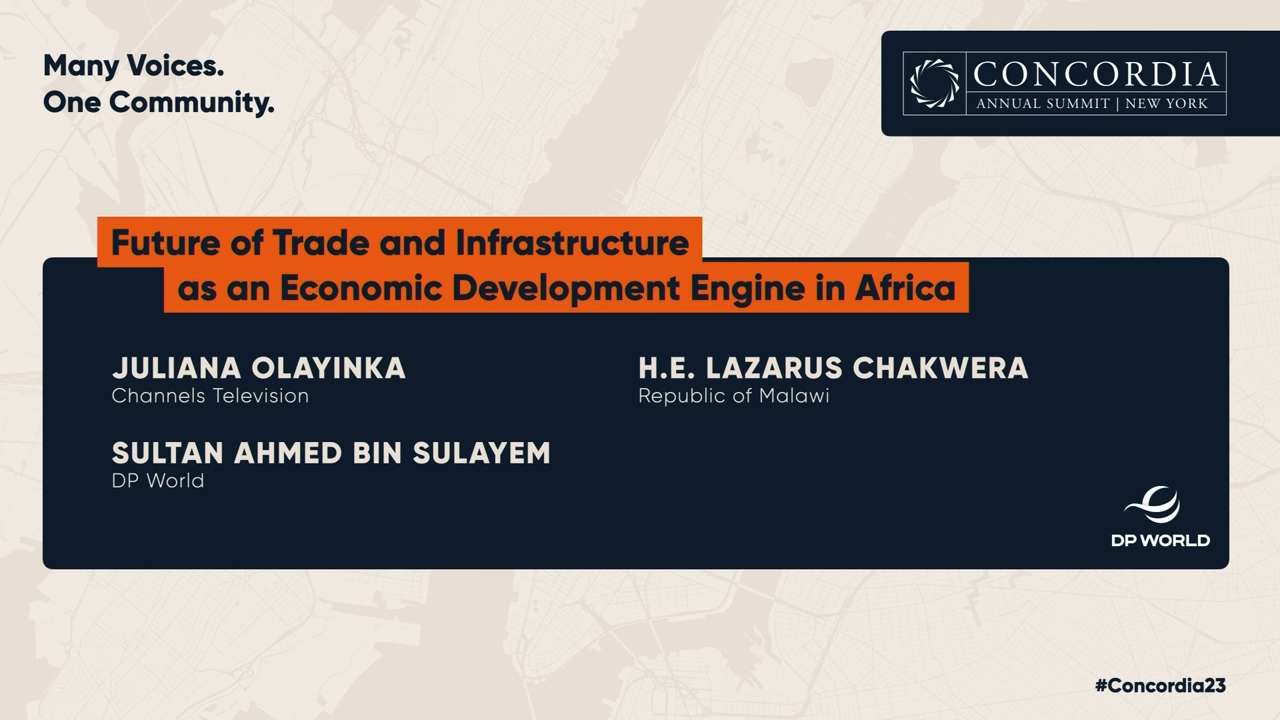 Many Voices.
One Community.
CONCORDIA
ANNUAL SUMMIT | NEW YORK
Future of Trade and Infrastructure
as an Economic Development Engine in Africa
JULIANA OLAYINKA
Channels Television
H.E. LAZARUS CHAKWERA
Republic of Malawi
SULTAN AHMED BIN SULAYEM
DP World
DP WORLD
#Concordia23